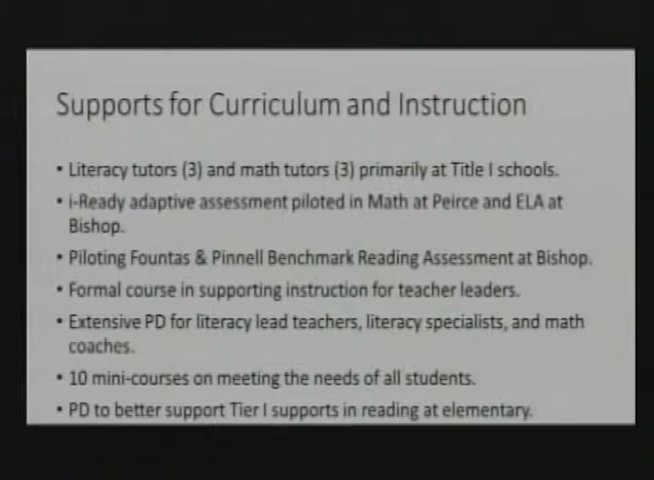 Supports for Curriculum and Instruction
• Literacy tutors (3) and math tutors (3) primarily at Title I schools.
• i-Ready adaptive assessment piloted in Math at Peirce and ELA at
Bishop.
• Piloting Fountas & Pinnell Benchmark Reading Assessment at Bishop.
• Formal course in supporting instruction for teacher leaders.
• Extensive PD for literacy lead teachers, literacy specialists, and math
coaches.
• 10 mini-courses on meeting the needs of all students.
• PD to better support Tier I supports in reading at elementary.